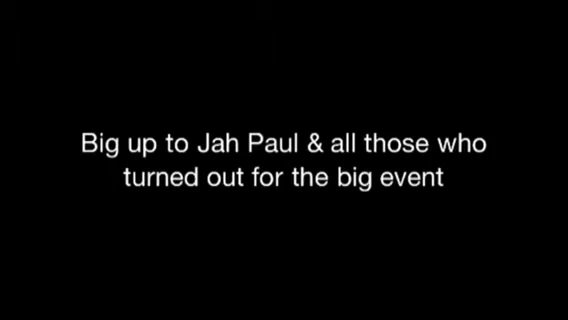 Big up to Jah Paul & all those who
turned out for the big event